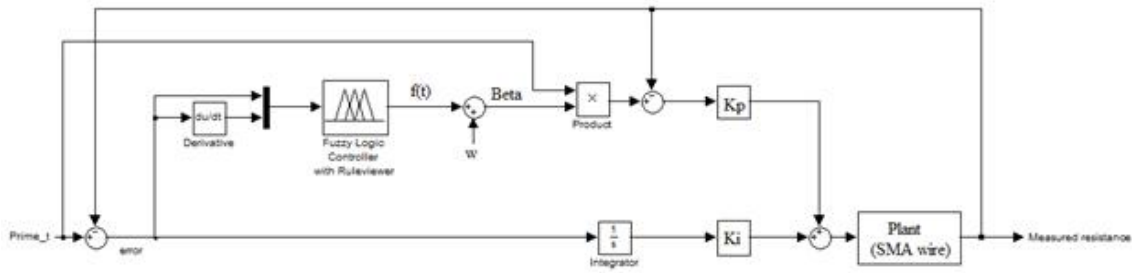 f(t)
Beta
Kp
du/dt
Derivative
Fuzzy Logic
Controller
with Ruleviewer
w
×
Product
Prime_t
error
1
s
Integrator
Ki
Plant
(SMA wire)
Measured resistance